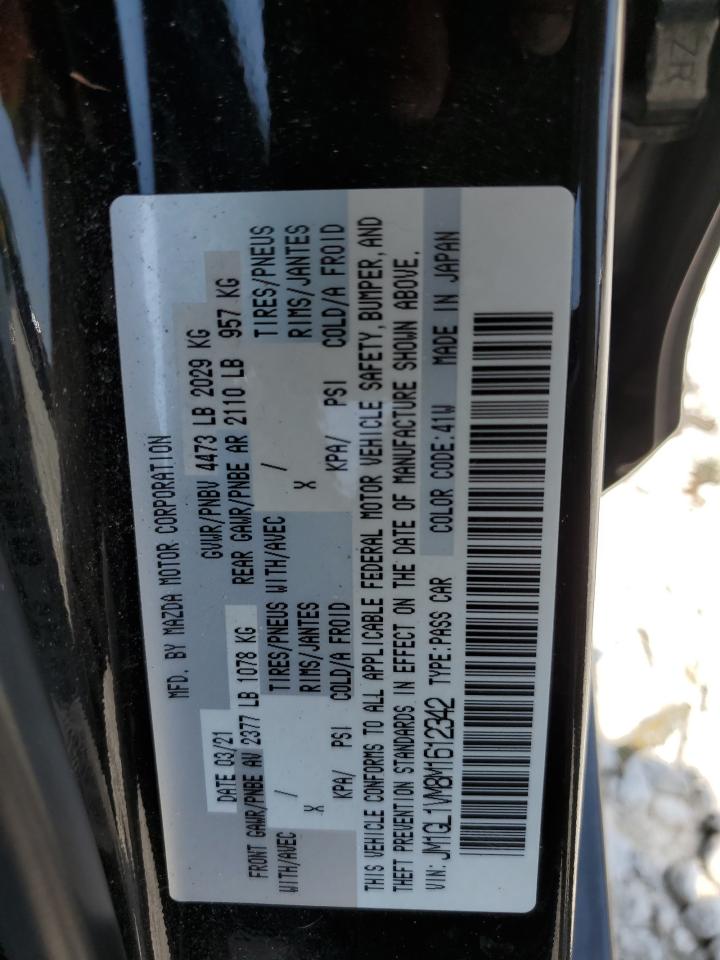 MFD. BY MAZDA MOTOR CORPORATION
DATE 03/21 GVWR/PNBV 4473 LB 2029 KG
FRONT GAWR/PNBE AV 2377 LB 1078 KG REAR GAWR/PNBE AR 2110 LB 957 KG
WITH/AVEC / TIRES/PNEUS WITH/AVEC / TIRES/PNEUS
X RIMS/JANTES X RIMS/JANTES
KPA/ PSI COLD/A FROID KPA/ PSI COLD/A FROID
THIS VEHICLE CONFORMS TO ALL APPLICABLE FEDERAL MOTOR VEHICLE SAFETY, BUMPER, AND
THEFT PREVENTION STANDARDS IN EFFECT ON THE DATE OF MANUFACTURE SHOWN ABOVE.
VIN: JM1GL1VM8M1612342 TYPE:PASS CAR COLOR CODE:41W MADE IN JAPAN
ZR